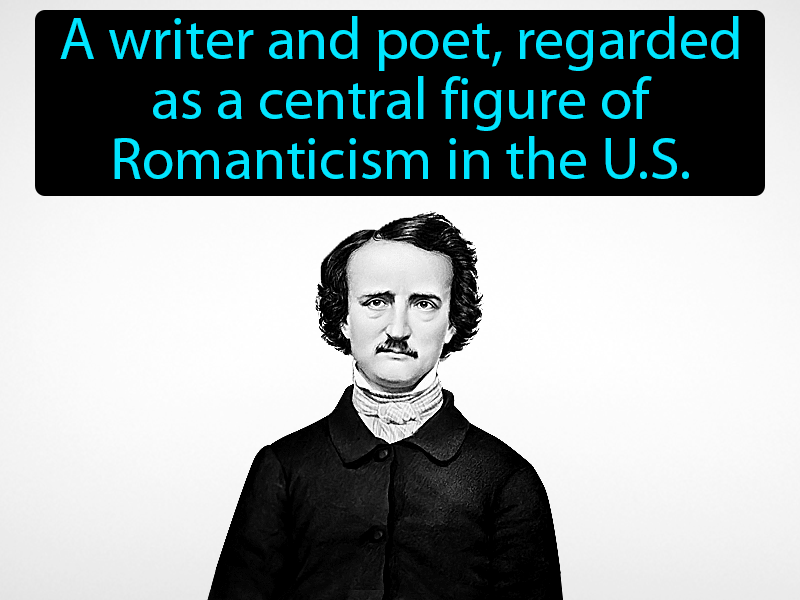 A writer and poet, regarded
as a central figure of
Romanticism in the U.S.